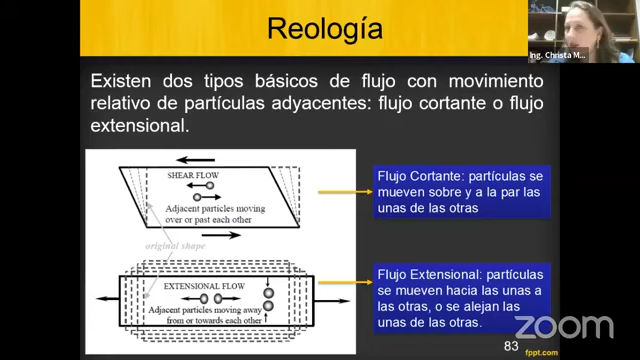 Reología
Ing. Christa M...
Existen dos tipos básicos de flujo con movimiento
relativo de partículas adyacentes: flujo cortante o flujo
extensional.
SHEAR FLOW
Adjacent particles moving
over or past each other
original shape
EXTENSIONAL FLOW
Adjacent particles moving away
from or towards each other
Flujo Cortante: partículas se
mueven sobre y a la par las
unas de las otras
Flujo Extensional: partículas
se mueven hacia las unas a
las otras, o se alejan las
unas de las otras.
zoom
83
fppt.com